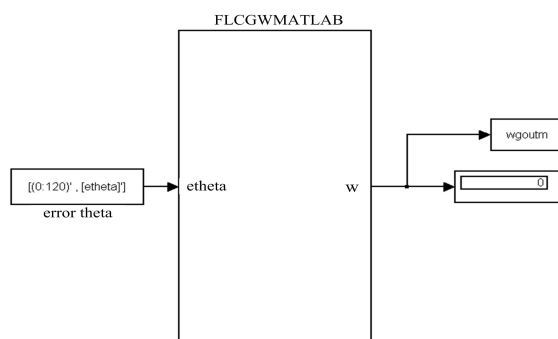 FLCGWMATLAB
wgoutm
0
[(0:120)' , [etheta]']
error theta
etheta
w